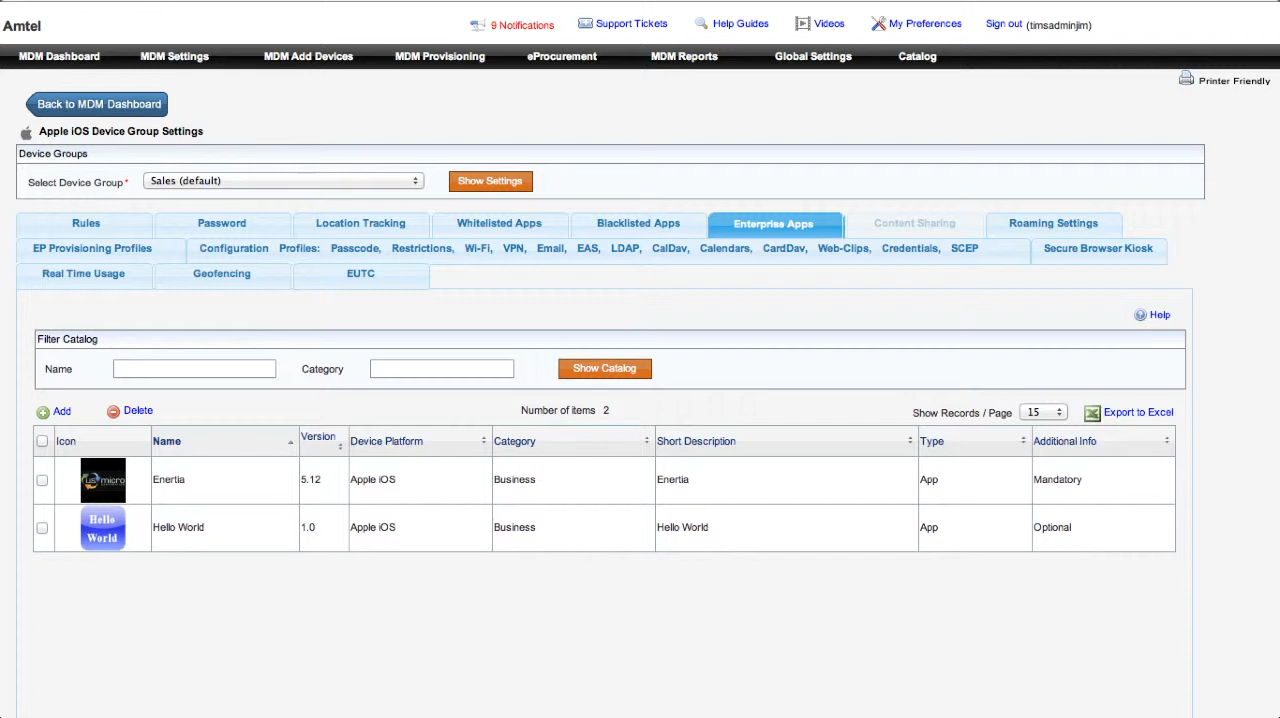 Amtel
9 Notifications Support Tickets Help Guides Videos My Preferences Sign out (timsadminjim)
MDM Dashboard MDM Settings MDM Add Devices MDM Provisioning eProcurement MDM Reports Global Settings Catalog
Printer Friendly
Back to MDM Dashboard
Apple iOS Device Group Settings
Device Groups
Select Device Group* Sales (default) Show Settings
Rules Password Location Tracking Whitelisted Apps Blacklisted Apps Enterprise Apps Content Sharing Roaming Settings
EP Provisioning Profiles Configuration Profiles: Passcode, Restrictions, Wi-Fi, VPN, Email, EAS, LDAP, CalDav, Calendars, CardDav, Web-Clips, Credentials, SCEP Secure Browser Kiosk
Real Time Usage Geofencing EUTC
Help
Filter Catalog
Name Category Show Catalog
Add Delete Number of items 2 Show Records / Page 15 Export to Excel
Icon Name Version Device Platform Category Short Description Type Additional Info
us micro Enertia 5.12 Apple iOS Business Enertia App Mandatory
Hello World Hello World 1.0 Apple iOS Business Hello World App Optional